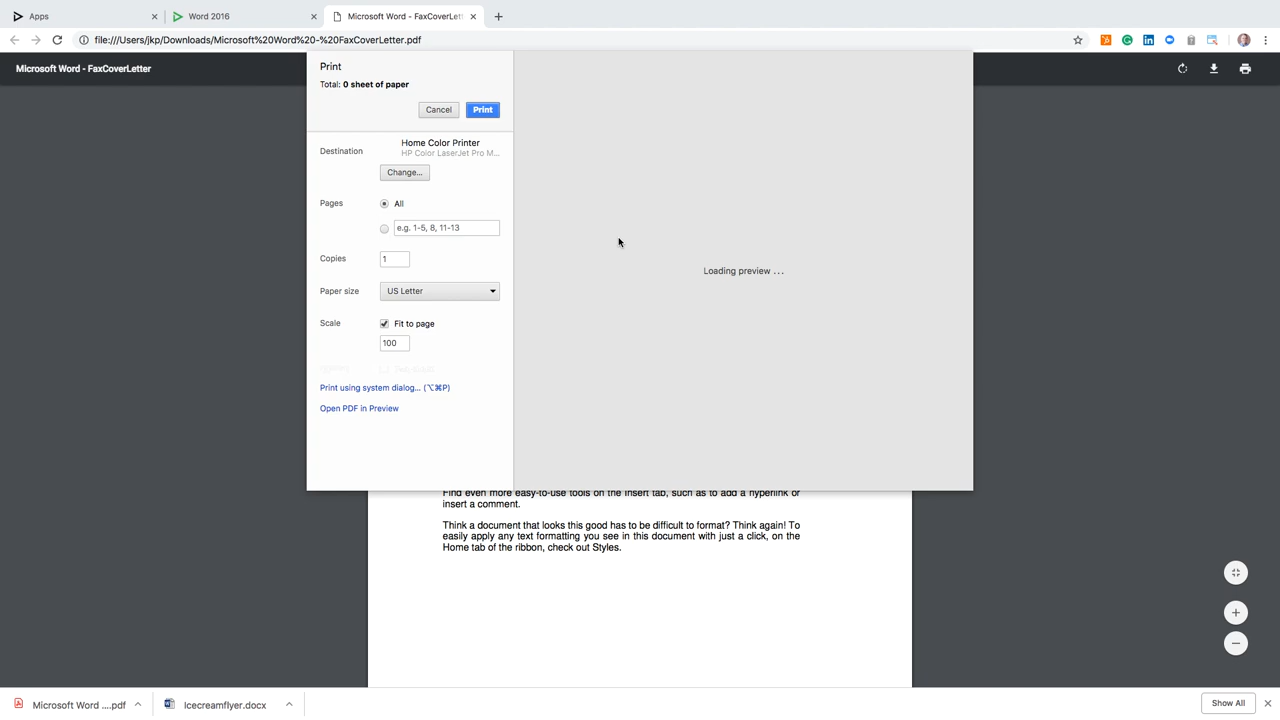 Apps
Word 2016
Microsoft Word - FaxCoverLett
file:///Users/jkp/Downloads/Microsoft%20Word%20-%20FaxCoverLetter.pdf
Microsoft Word - FaxCoverLetter
Print
Total: 0 sheet of paper
Cancel
Print
Destination
Home Color Printer
HP Color LaserJet Pro M...
Change...
Pages
All
e.g. 1-5, 8, 11-13
Copies
1
Paper size
US Letter
Scale
Fit to page
100
Print using system dialog... (⌥⌘P)
Open PDF in Preview
Loading preview ...
Find even more easy-to-use tools on the Insert tab, such as to add a hyperlink or
insert a comment.
Think a document that looks this good has to be difficult to format? Think again! To
easily apply any text formatting you see in this document with just a click, on the
Home tab of the ribbon, check out Styles.
Microsoft Word ....pdf
Icecreamflyer.docx
Show All